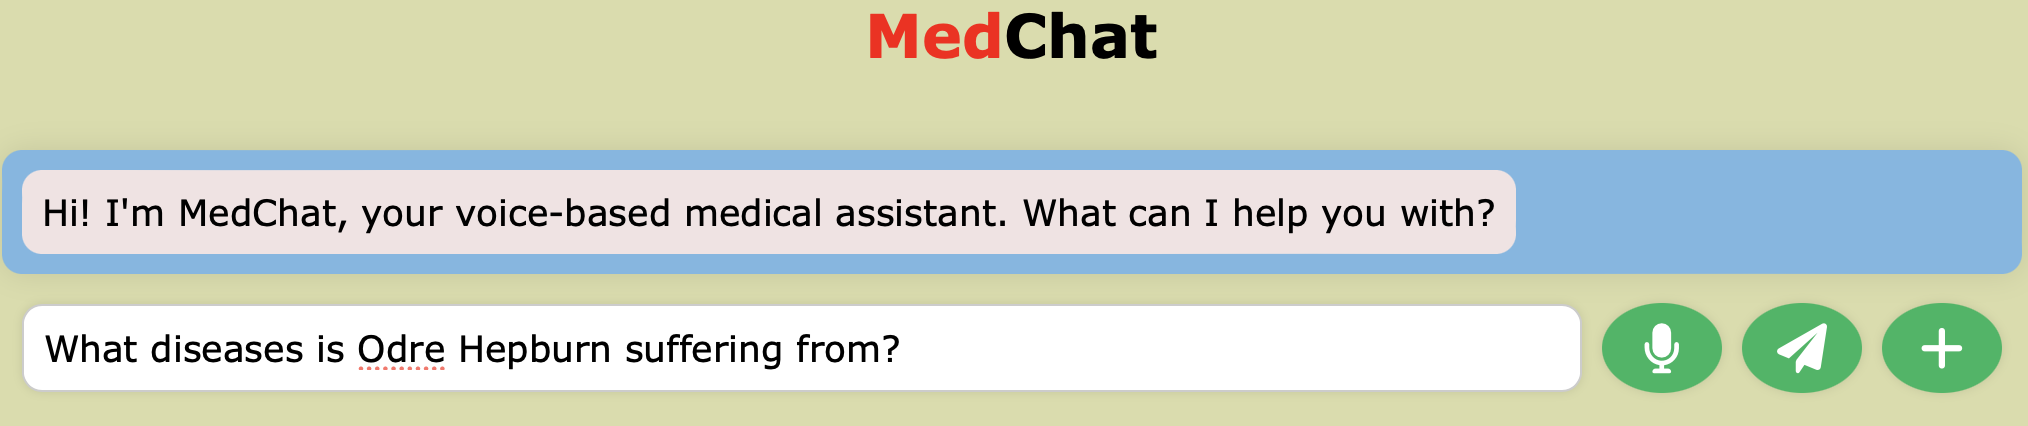 MedChat
Hi! I'm MedChat, your voice-based medical assistant. What can I help you with?
What diseases is Odre Hepburn suffering from?